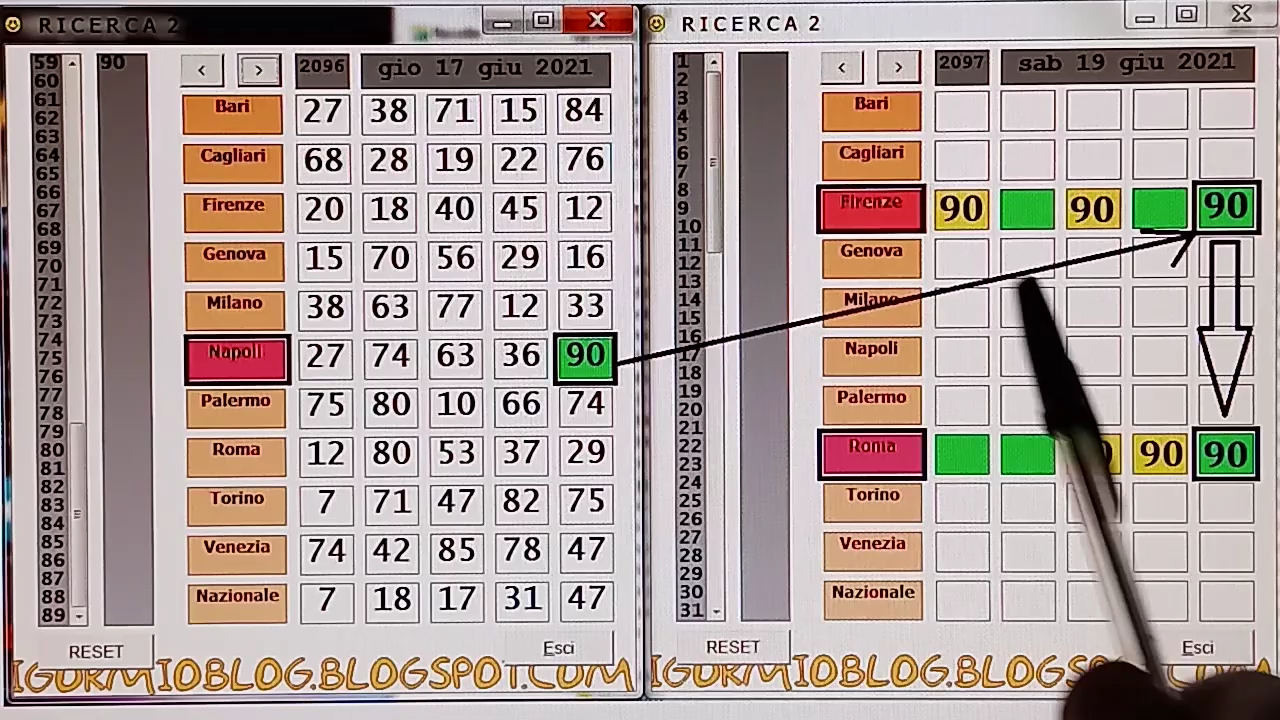 RICERCA 2
59 90 < > 2096 gio 17 giu 2021
60
61 Bari 27 38 71 15 84
62
63
64 Cagliari 68 28 19 22 76
65
66
67 Firenze 20 18 40 45 12
68
69 Genova 15 70 56 29 16
70
71
72 Milano 38 63 77 12 33
73
74
75 Napoli 27 74 63 36 90
76
77 Palermo 75 80 10 66 74
78
79
80 Roma 12 80 53 37 29
81
82
83 Torino 7 71 47 82 75
84
85 Venezia 74 42 85 78 47
86
87
88 Nazionale 7 18 17 31 47
89
RESET Esci
IGORMIOBLOG.BLOGSPOT.COM
RICERCA 2
1 < > 2097 sab 19 giu 2021
2
3 Bari
4
5
6 Cagliari
7
8
9 Firenze 90 90 90
10
11 Genova
12
13
14 Milano
15
16
17 Napoli
18
19 Palermo
20
21
22 Roma 90 90
23
24
25 Torino
26
27 Venezia
28
29
30 Nazionale
31
RESET Esci
IGORMIOBLOG.BLOGSPOT.COM